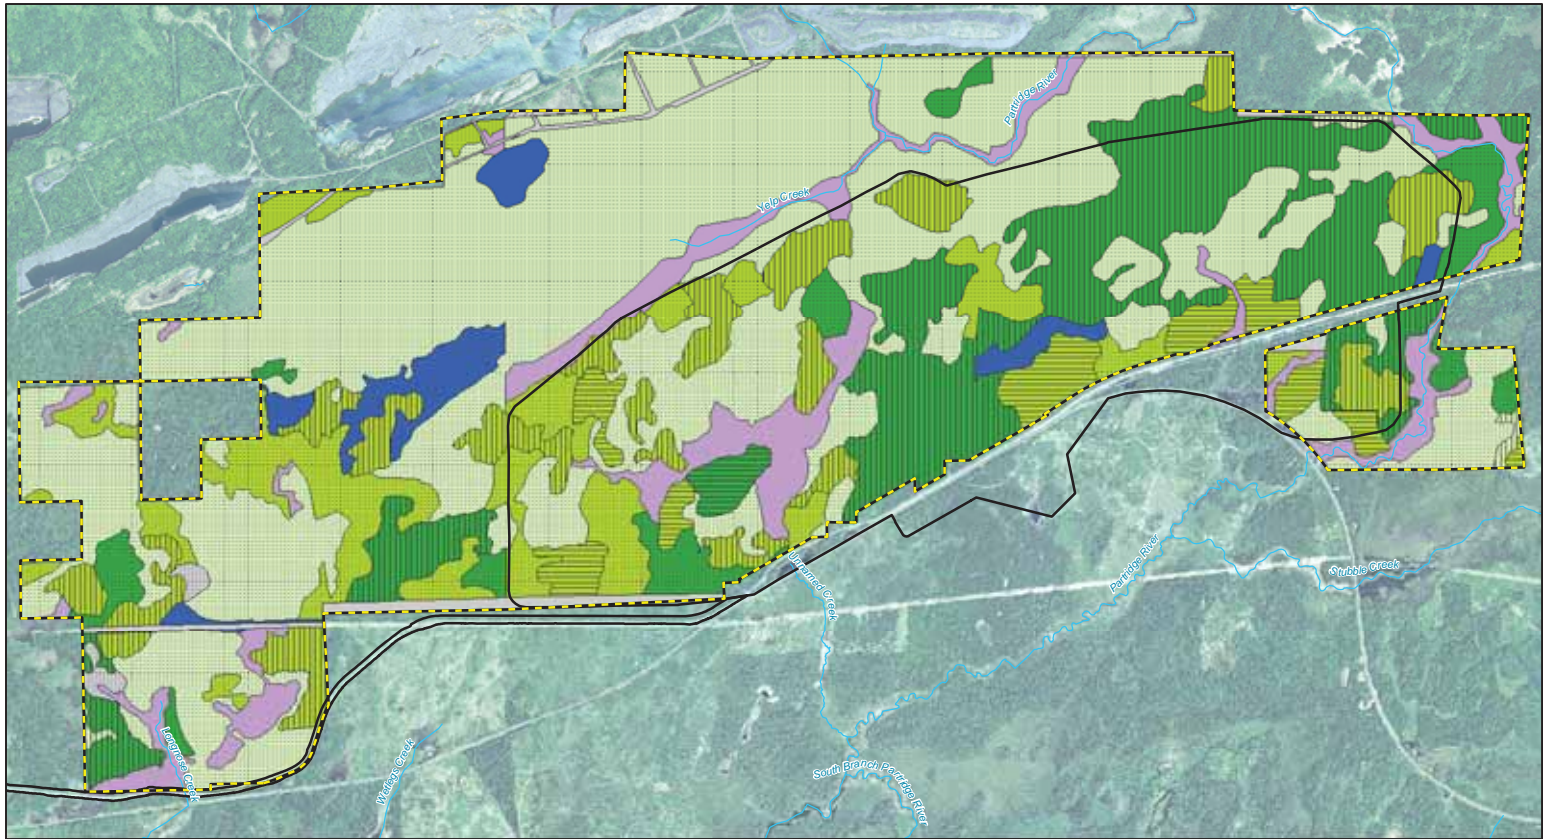 Partridge River
Yelp Creek
Unnamed Creek
Partridge River
Stubble Creek
Longnose Creek
Wetlegs Creek
South Branch Partridge River